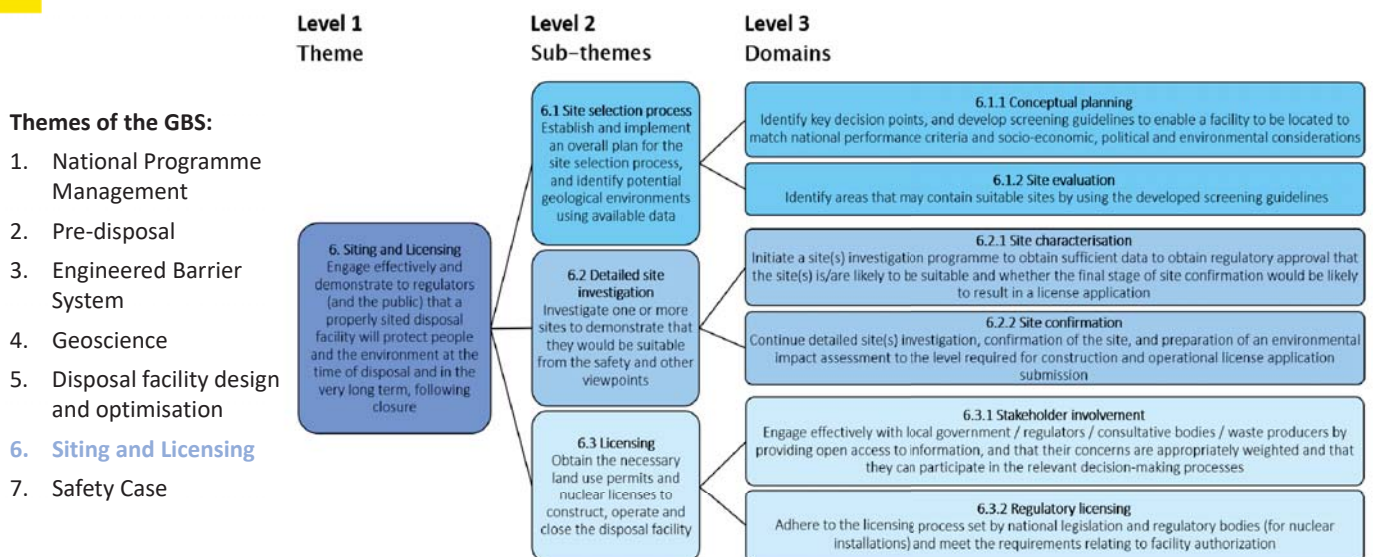 Level 1
Theme
Level 2
Sub-themes
Level 3
Domains
Themes of the GBS:
1. National Programme
Management
2. Pre-disposal
3. Engineered Barrier
System
4. Geoscience
5. Disposal facility design
and optimisation
6. Siting and Licensing
7. Safety Case
6. Siting and Licensing
Engage effectively and
demonstrate to regulators
(and the public) that a
properly sited disposal
facility will protect people
and the environment at the
time of disposal and in the
very long term, following
closure
6.1 Site selection process
Establish and implement
an overall plan for the
site selection process,
and identify potential
geological environments
using available data
6.2 Detailed site
investigation
Investigate one or more
sites to demonstrate that
they would be suitable
from the safety and other
viewpoints
6.3 Licensing
Obtain the necessary
land use permits and
nuclear licenses to
construct, operate and
close the disposal facility
6.1.1 Conceptual planning
Identify key decision points, and develop screening guidelines to enable a facility to be located to
match national performance criteria and socio-economic, political and environmental considerations
6.1.2 Site evaluation
Identify areas that may contain suitable sites by using the developed screening guidelines
6.2.1 Site characterisation
Initiate a site(s) investigation programme to obtain sufficient data to obtain regulatory approval that
the site(s) is/are likely to be suitable and whether the final stage of site confirmation would be likely
to result in a license application
6.2.2 Site confirmation
Continue detailed site(s) investigation, confirmation of the site, and preparation of an environmental
impact assessment to the level required for construction and operational license application
submission
6.3.1 Stakeholder involvement
Engage effectively with local government / regulators / consultative bodies / waste producers by
providing open access to information, and that their concerns are appropriately weighted and that
they can participate in the relevant decision-making processes
6.3.2 Regulatory licensing
Adhere to the licensing process set by national legislation and regulatory bodies (for nuclear
installations) and meet the requirements relating to facility authorization